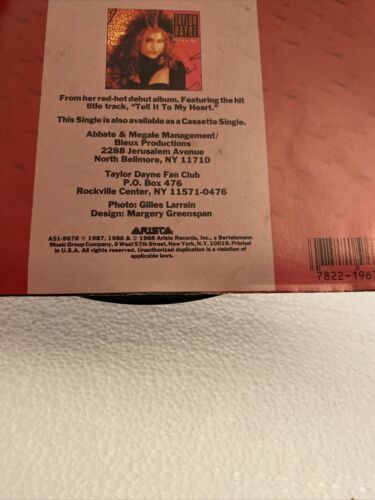 TAYLOR
DAYNE
From her red-hot debut album. Featuring the hit
title track, "Tell It To My Heart."
This Single is also available as a Cassette Single.
Abbate & Megale Management/
Bleux Productions
2288 Jerusalem Avenue
North Bellmore, NY 11710
Taylor Dayne Fan Club
P.O. Box 476
Rockville Center, NY 11571-0476
Photo: Gilles Larrain
Design: Margery Greenspan
ARISTA
AS1-9676 ℗ 1987, 1988 & © 1988 Arista Records, Inc., a Bertelsmann
Music Group Company, 6 West 57th Street, New York, N.Y. 10019. Printed
in U.S.A. All rights reserved. Unauthorized duplication is a violation of
applicable laws.
7822-1967